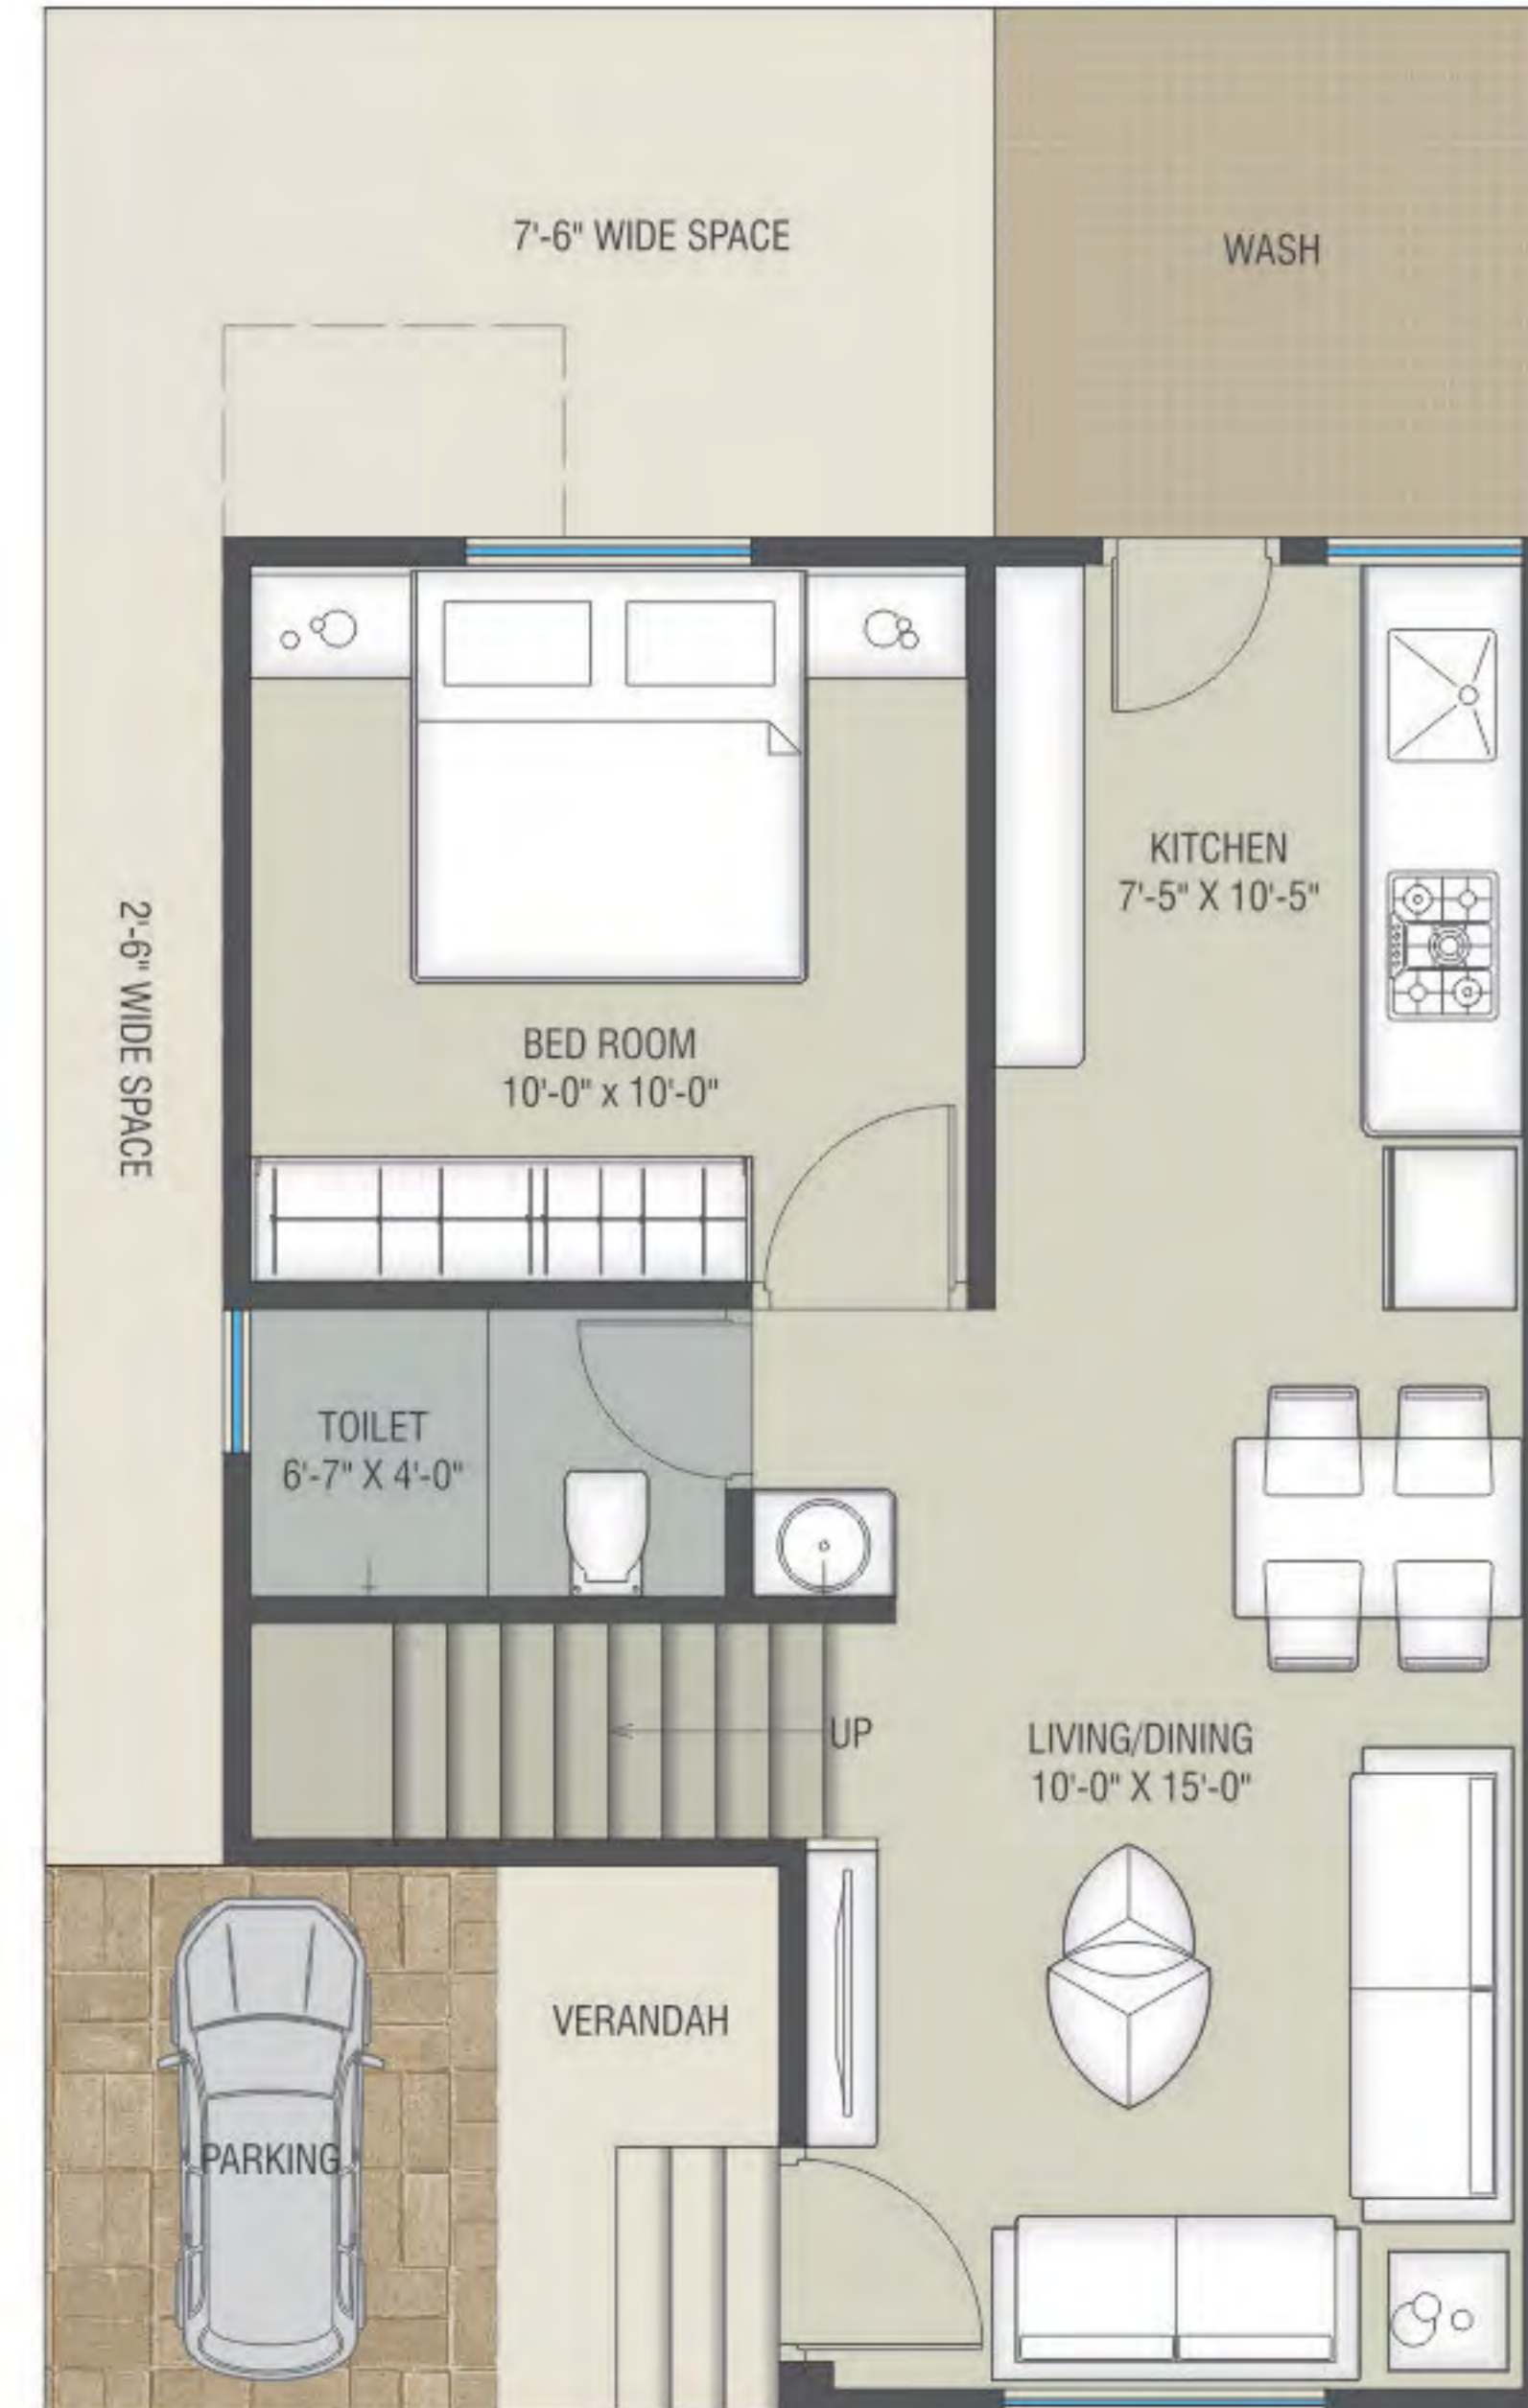 7'-6" WIDE SPACE
WASH
KITCHEN
7'-5" X 10'-5"
2'-6" WIDE SPACE
BED ROOM
10'-0" x 10'-0"
TOILET
6'-7" X 4'-0"
UP
LIVING/DINING
10'-0" X 15'-0"
VERANDAH
PARKING